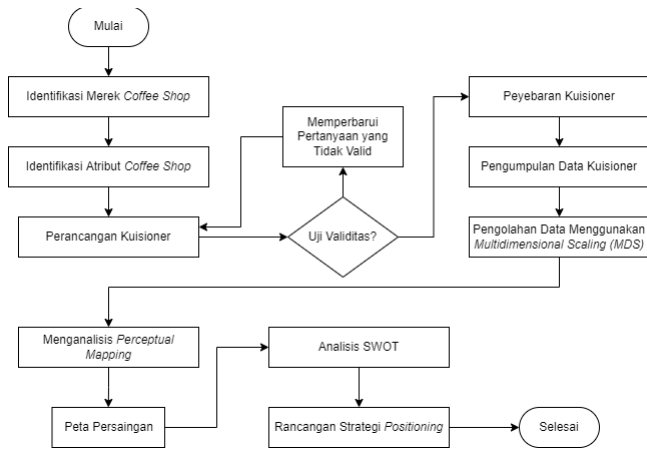 Mulai
Identifikasi Merek Coffee Shop
Identifikasi Atribut Coffee Shop
Perancangan Kuisioner
Memperbarui
Pertanyaan yang
Tidak Valid
Uji Validitas?
Peyebaran Kuisioner
Pengumpulan Data Kuisioner
Pengolahan Data Menggunakan
Multidimensional Scaling (MDS)
Menganalisis Perceptual
Mapping
Peta Persaingan
Analisis SWOT
Rancangan Strategi Positioning
Selesai